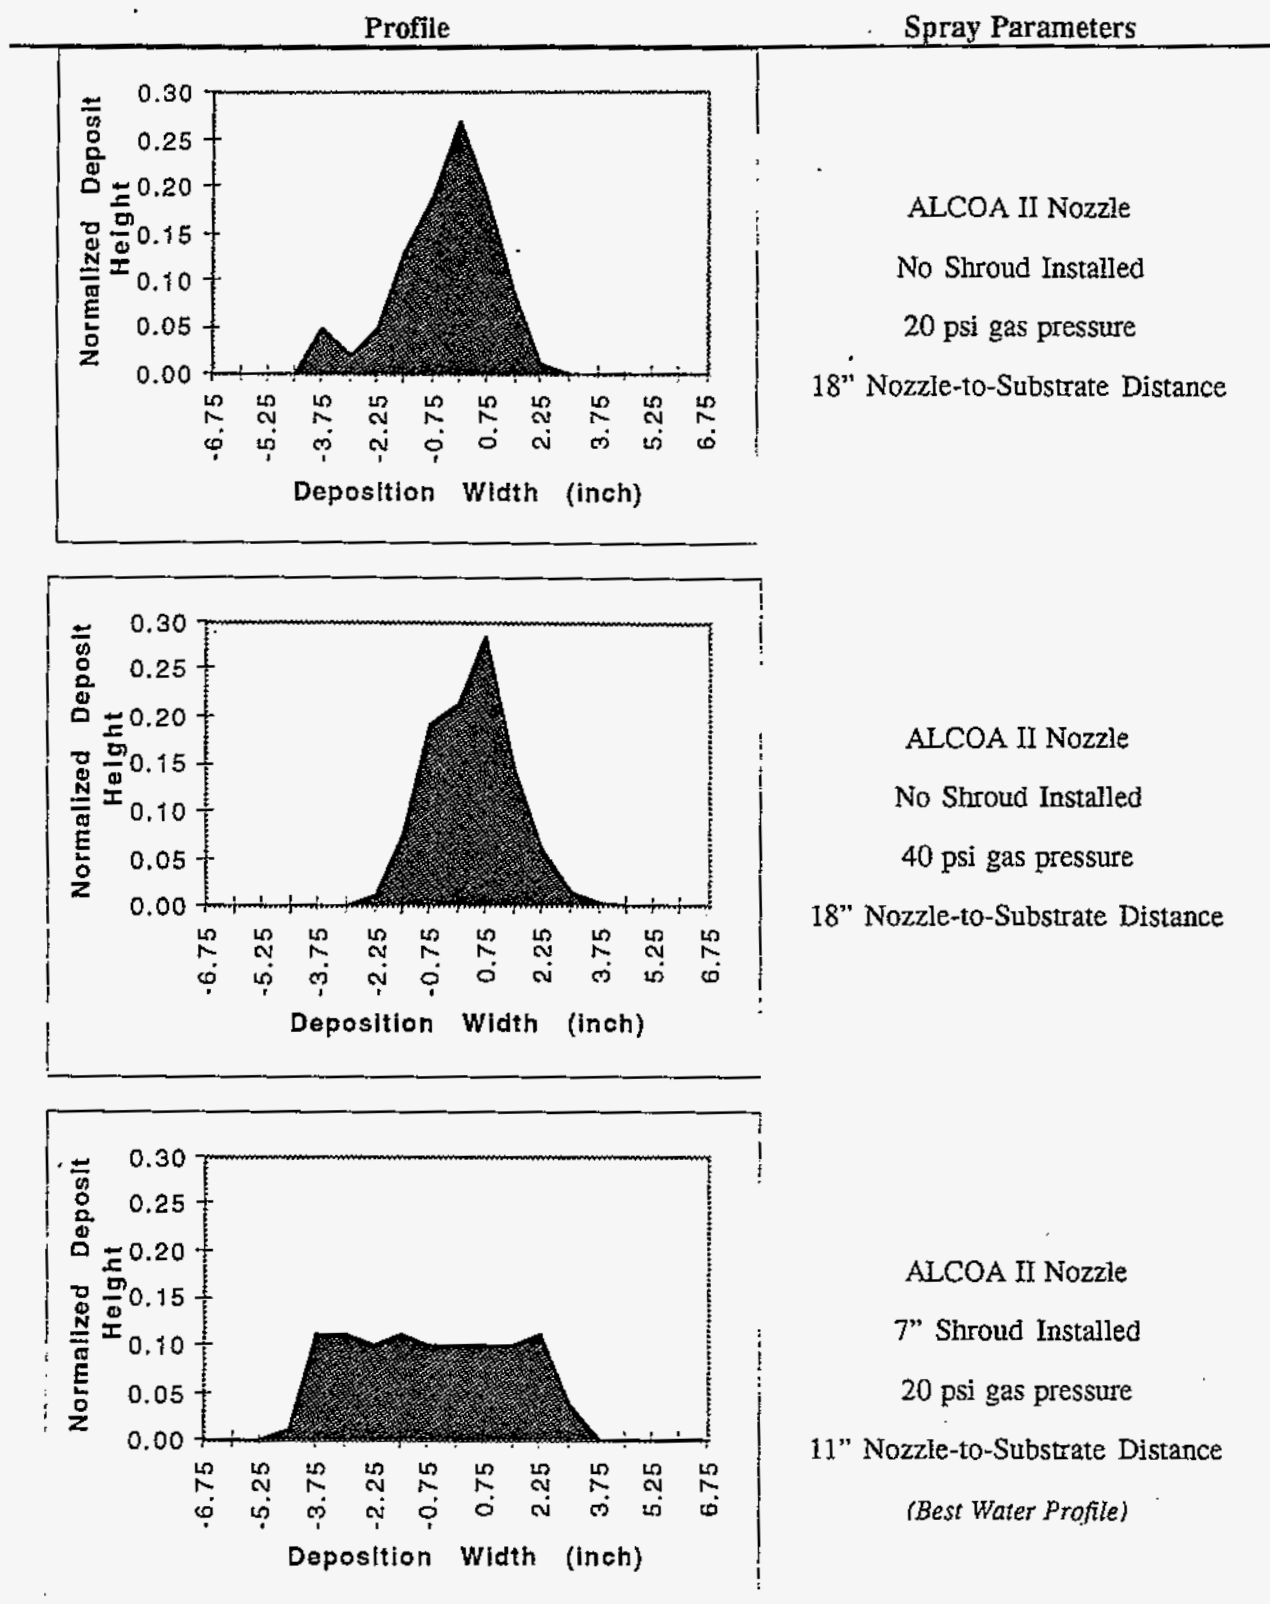 Profile
Spray Parameters
Normalized Deposit
Height
0.30
0.25
0.20
0.15
0.10
0.05
0.00
-6.75
-5.25
-3.75
-2.25
-0.75
0.75
2.25
3.75
5.25
6.75
Deposition Width (inch)
ALCOA II Nozzle
No Shroud Installed
20 psi gas pressure
18" Nozzle-to-Substrate Distance
Normalized Deposit
Height
0.30
0.25
0.20
0.15
0.10
0.05
0.00
-6.75
-5.25
-3.75
-2.25
-0.75
0.75
2.25
3.75
5.25
6.75
Deposition Width (inch)
ALCOA II Nozzle
No Shroud Installed
40 psi gas pressure
18" Nozzle-to-Substrate Distance
Normalized Deposit
Height
0.30
0.25
0.20
0.15
0.10
0.05
0.00
-6.75
-5.25
-3.75
-2.25
-0.75
0.75
2.25
3.75
5.25
6.75
Deposition Width (inch)
ALCOA II Nozzle
7" Shroud Installed
20 psi gas pressure
11" Nozzle-to-Substrate Distance
(Best Water Profile)